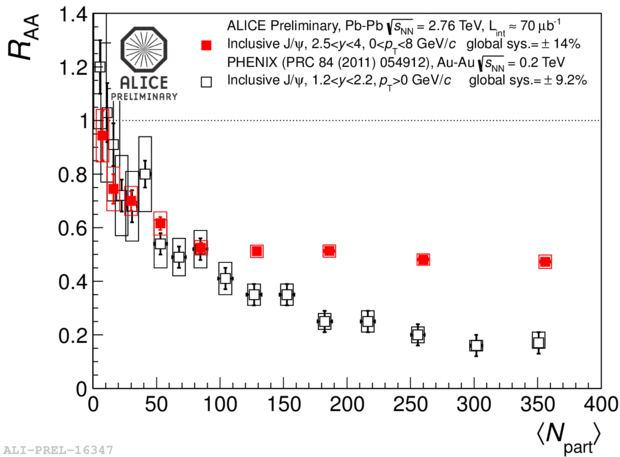 R_AA
ALICE Preliminary, Pb-Pb √s_NN = 2.76 TeV, L_int ≈ 70 μb⁻¹
Inclusive J/ψ, 2.5<y<4, 0<p_T<8 GeV/c global sys.= ± 14%
PHENIX (PRC 84 (2011) 054912), Au-Au √s_NN = 0.2 TeV
Inclusive J/ψ, 1.2<y<2.2, p_T>0 GeV/c global sys.= ± 9.2%
ALICE
PRELIMINARY
1.4
1.2
1
0.8
0.6
0.4
0.2
0
0 50 100 150 200 250 300 350 400
⟨N_part⟩
ALI-PREL-16347